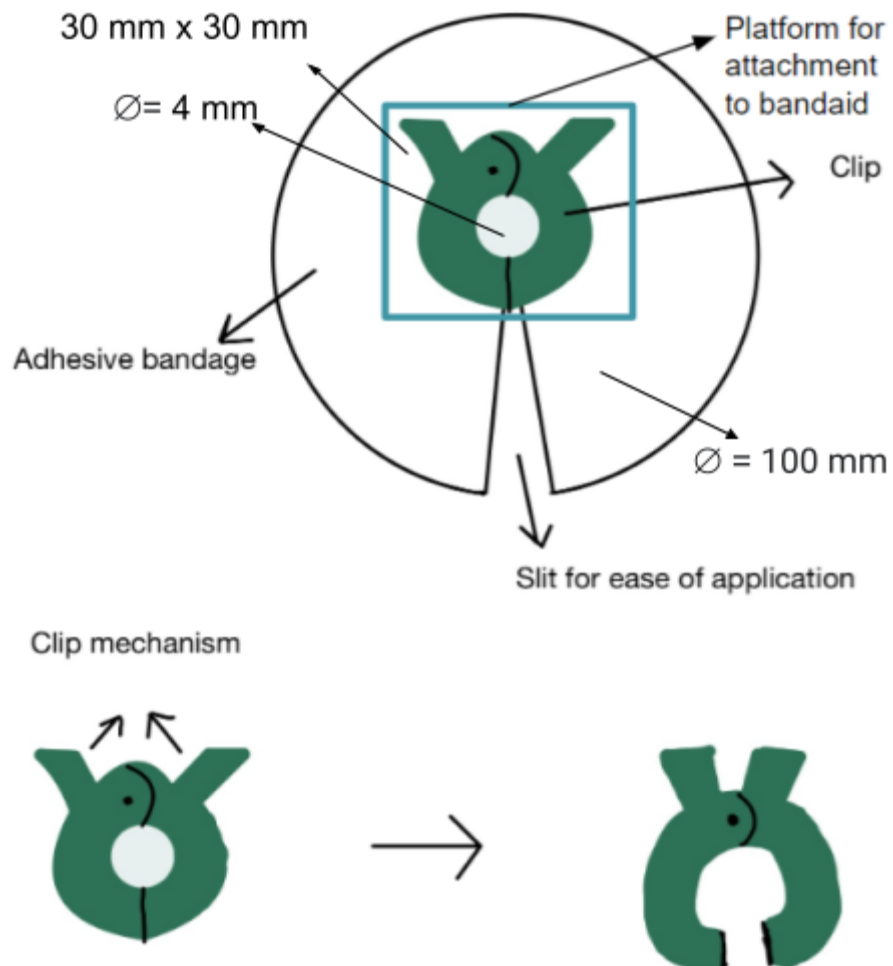 30 mm x 30 mm
∅= 4 mm
Platform for
attachment
to bandaid
Clip
Adhesive bandage
∅ = 100 mm
Slit for ease of application
Clip mechanism